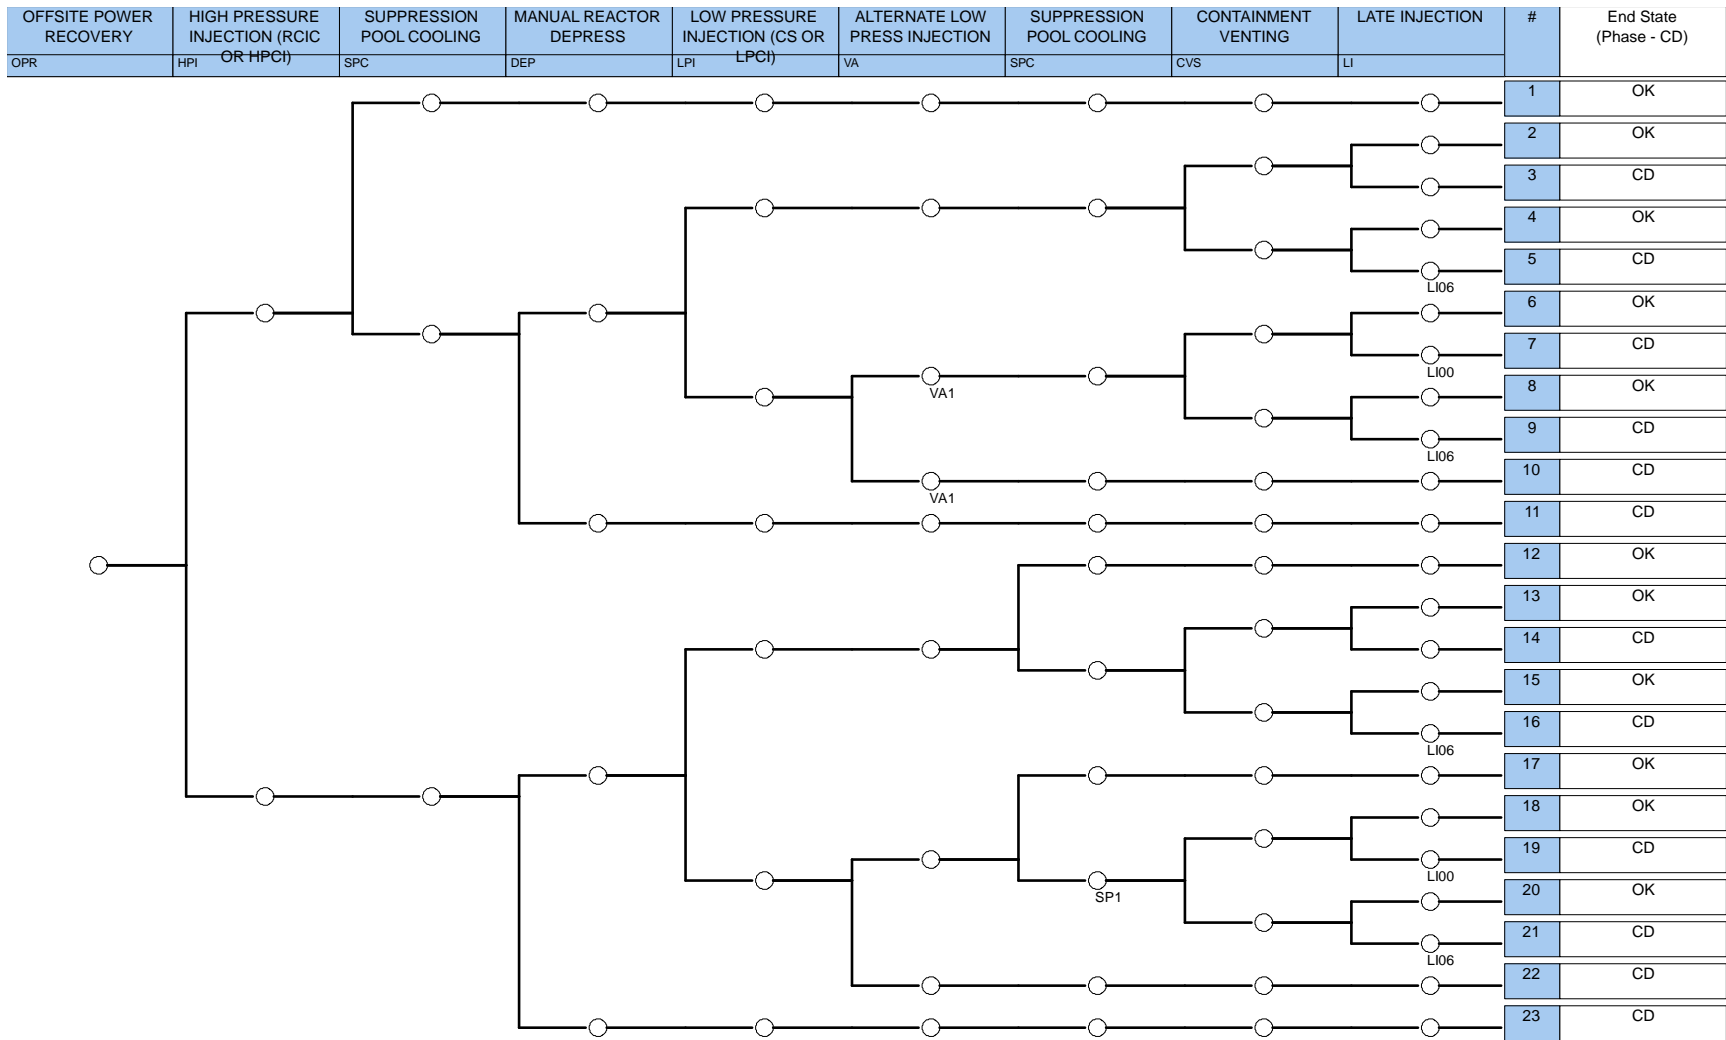 OFFSITE POWER
RECOVERY
HIGH PRESSURE
INJECTION (RCIC
OR HPCI)
SUPPRESSION
POOL COOLING
MANUAL REACTOR
DEPRESS
LOW PRESSURE
INJECTION (CS OR
LPCI)
ALTERNATE LOW
PRESS INJECTION
SUPPRESSION
POOL COOLING
CONTAINMENT
VENTING
LATE INJECTION
#
End State
(Phase - CD)
OPR
HPI
SPC
DEP
LPI
VA
SPC
CVS
LI
1 OK
2 OK
3 CD
4 OK
5 CD
LI06
6 OK
7 CD
LI00
VA1
8 OK
9 CD
LI06
10 CD
VA1
11 CD
12 OK
13 OK
14 CD
15 OK
16 CD
LI06
17 OK
18 OK
19 CD
LI00
20 OK
SP1
21 CD
LI06
22 CD
23 CD